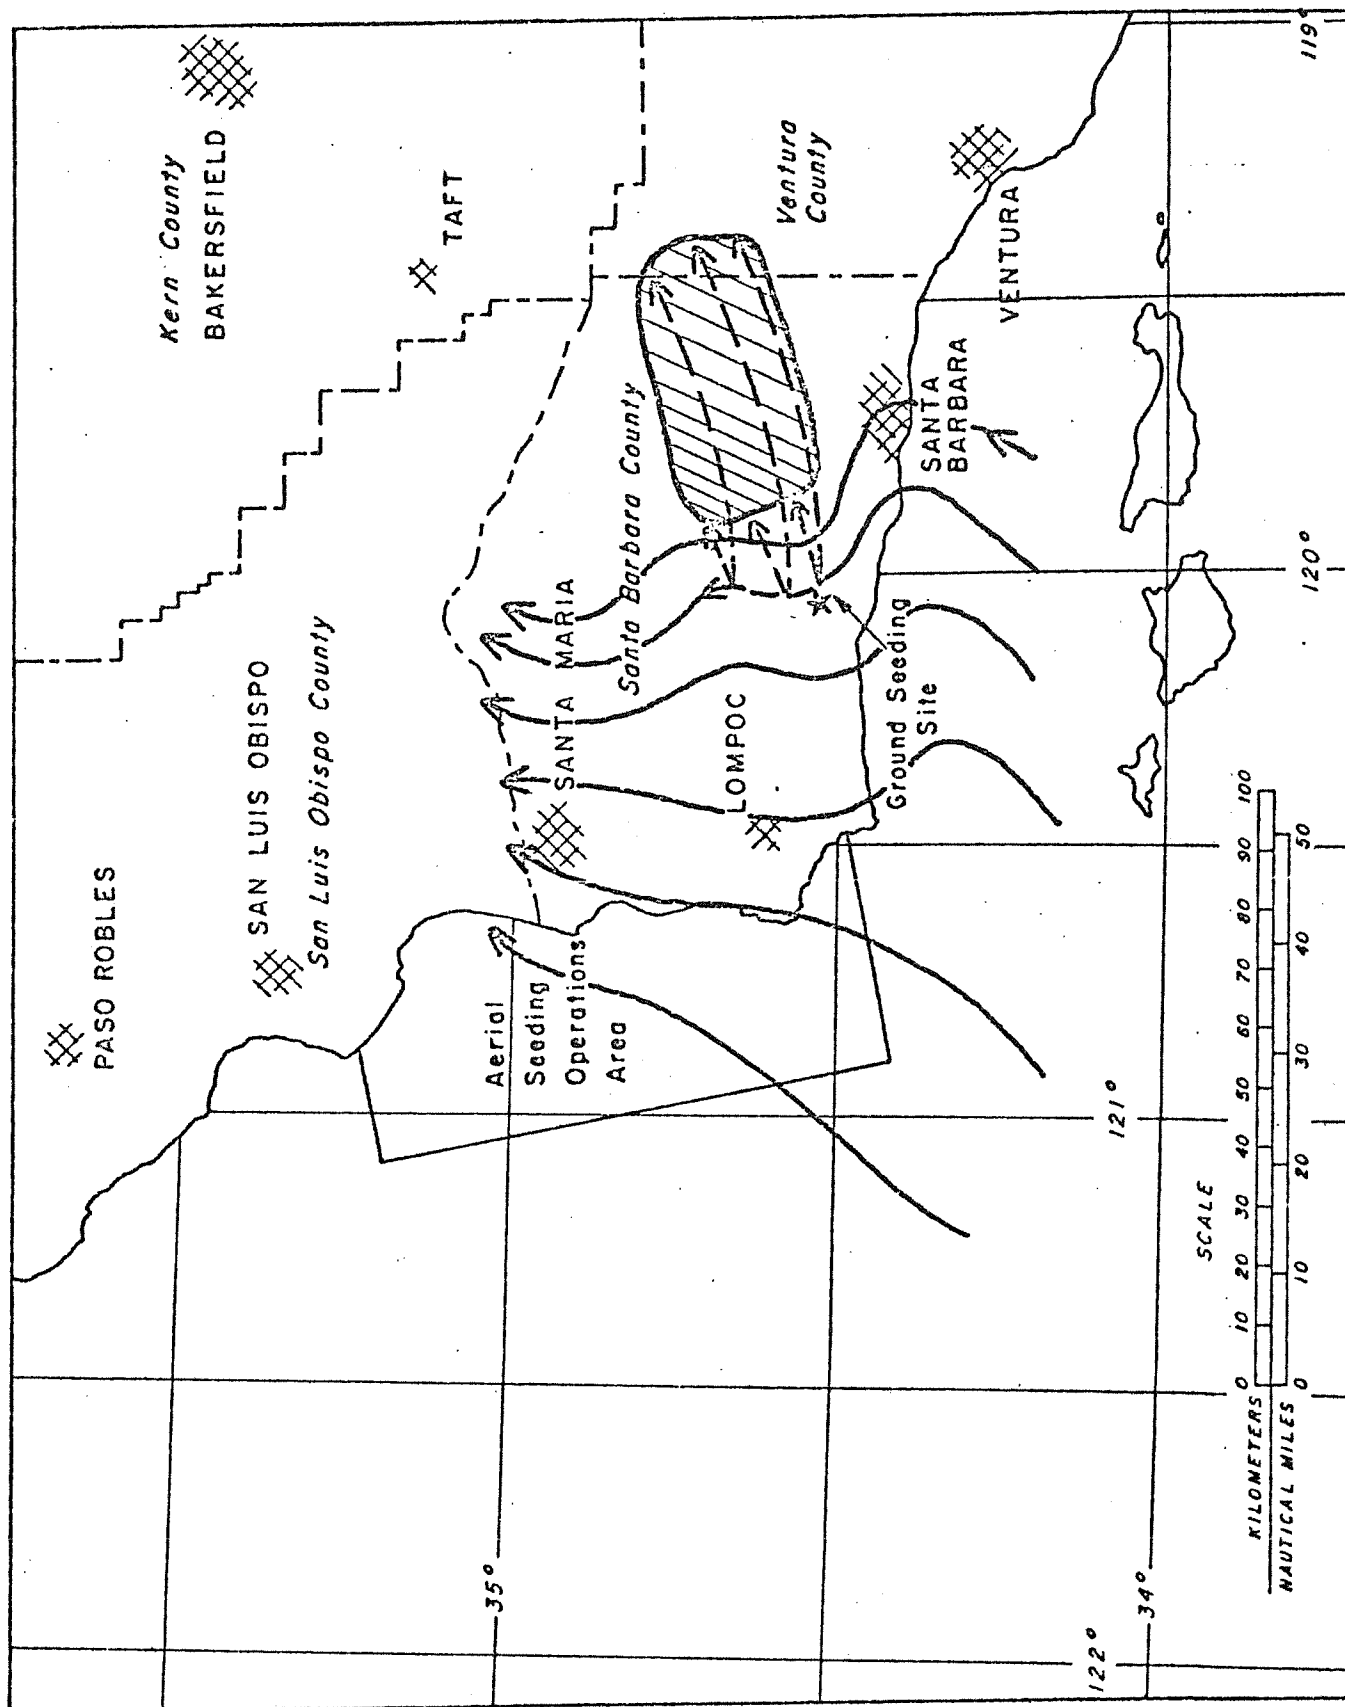 Kern County
BAKERSFIELD
TAFT
PASO ROBLES
SAN LUIS OBISPO
San Luis Obispo County
Ventura
County
VENTURA
Santa Barbara County
SANTA
BARBARA
SANTA MARIA
LOMPOC
Ground Seeding
Site
Aerial
Seeding
Operations
Area
35°
34°
122°
121°
120°
119°
SCALE
KILOMETERS
0 10 20 30 40 50 60 70 80 90 100
NAUTICAL MILES
0 10 20 30 40 50